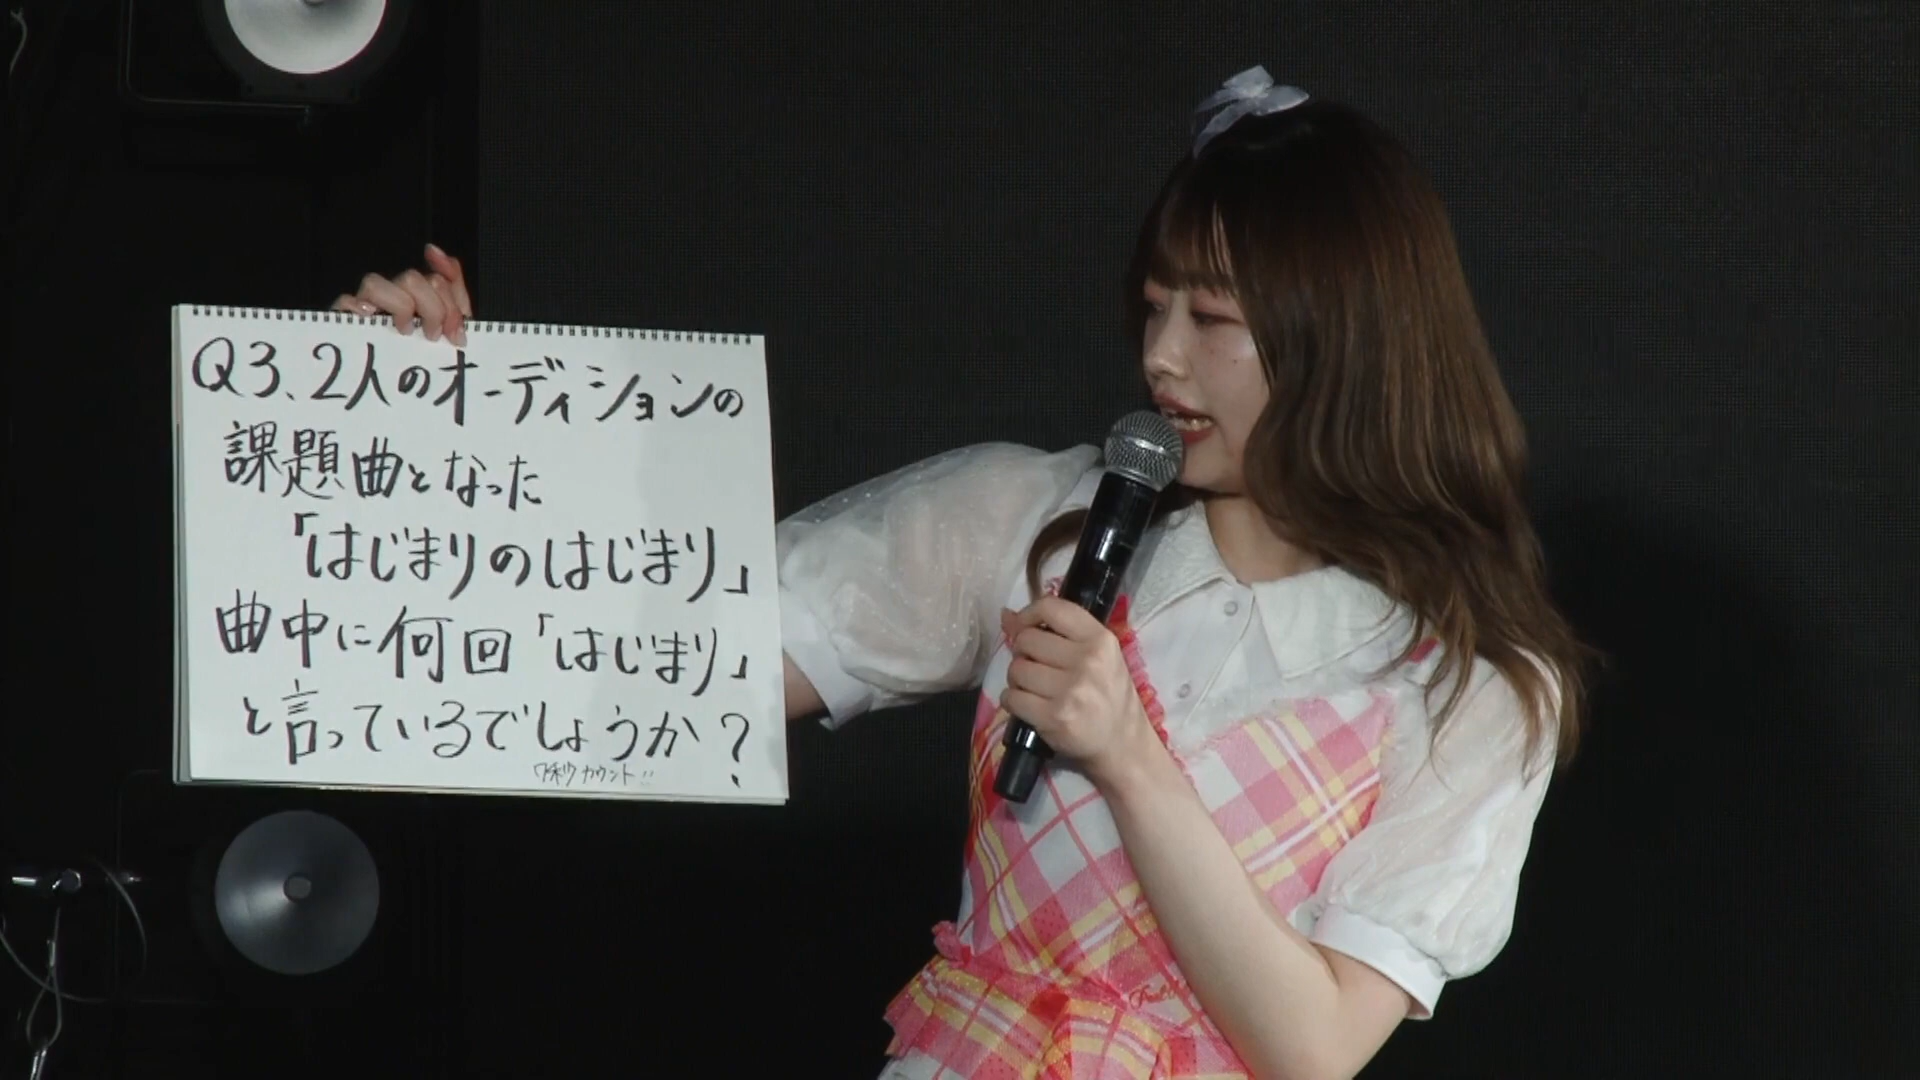 Q3、2人のオーディションの
課題曲となった
「はじまりのはじまり」
曲中に何回「はじまり」
と言っているでしょうか?
カウント!!